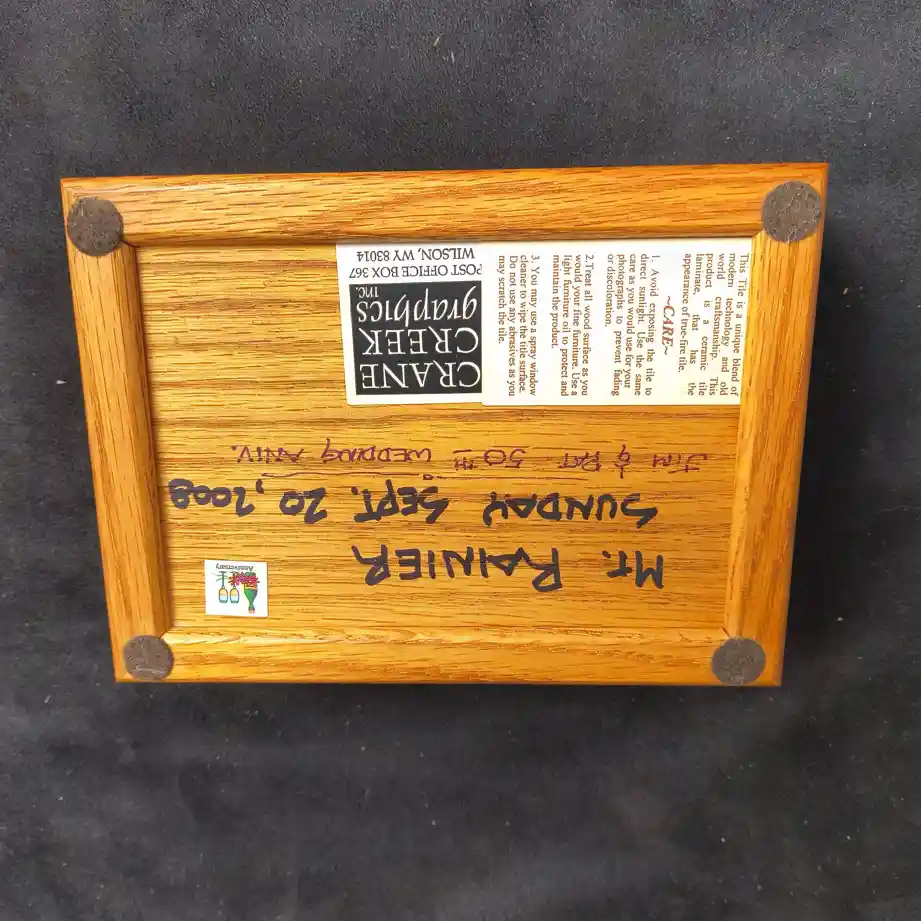 Anniversary
MT. RAINIER
SUNDAY SEPT. 20, 2008
JIM & PAT 50TH WEDDING ANIV.
CRANE
CREEK
graphics
INC.
POST OFFICE BOX 367
WILSON, WY 83014
This Tile is a unique blend of
modern technology and old
world craftsmanship. This
product is a ceramic tile
laminate, that has the
appearance of true-fire tile.
~CARE~
1. Avoid exposing the tile to
direct sunlight. Use the same
care as you would use for your
photographs to prevent fading
or discoloration.
2. Treat all wood surface as you
would your fine furniture. Use a
light furniture oil to protect and
maintain the product.
3. You may use a spray window
cleaner to wipe the title surface.
Do not use any abrasives as you
may scratch the tile.